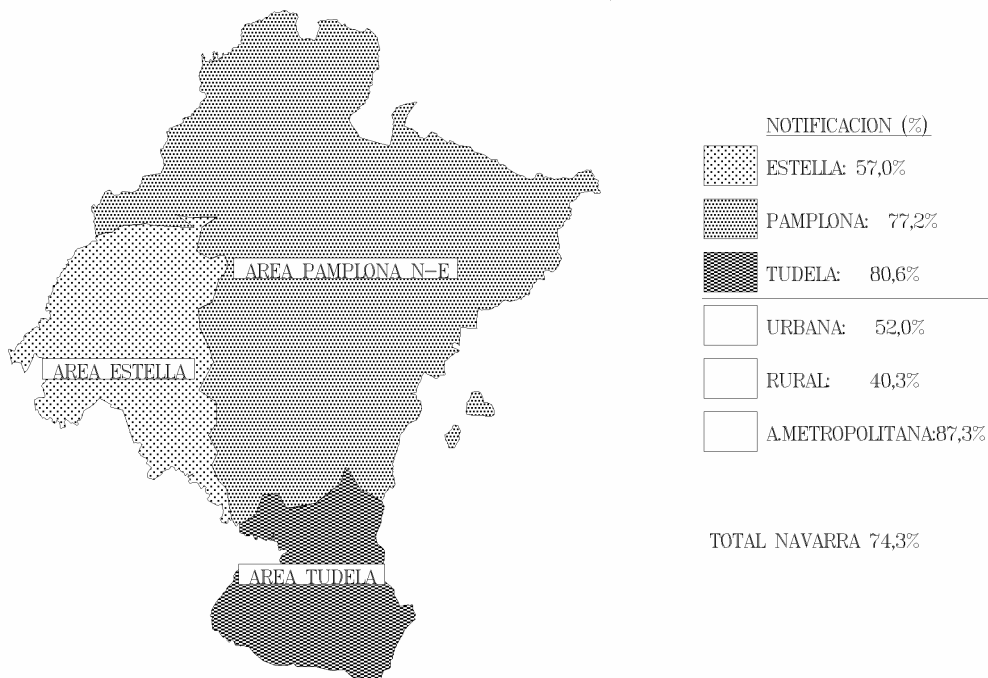 NOTIFICACION (%)
ESTELLA: 57,0%
PAMPLONA: 77,2%
TUDELA: 80,6%
URBANA: 52,0%
RURAL: 40,3%
A.METROPOLITANA:87,3%
TOTAL NAVARRA 74,3%
AREA PAMPLONA N-E
AREA ESTELLA
AREA TUDELA